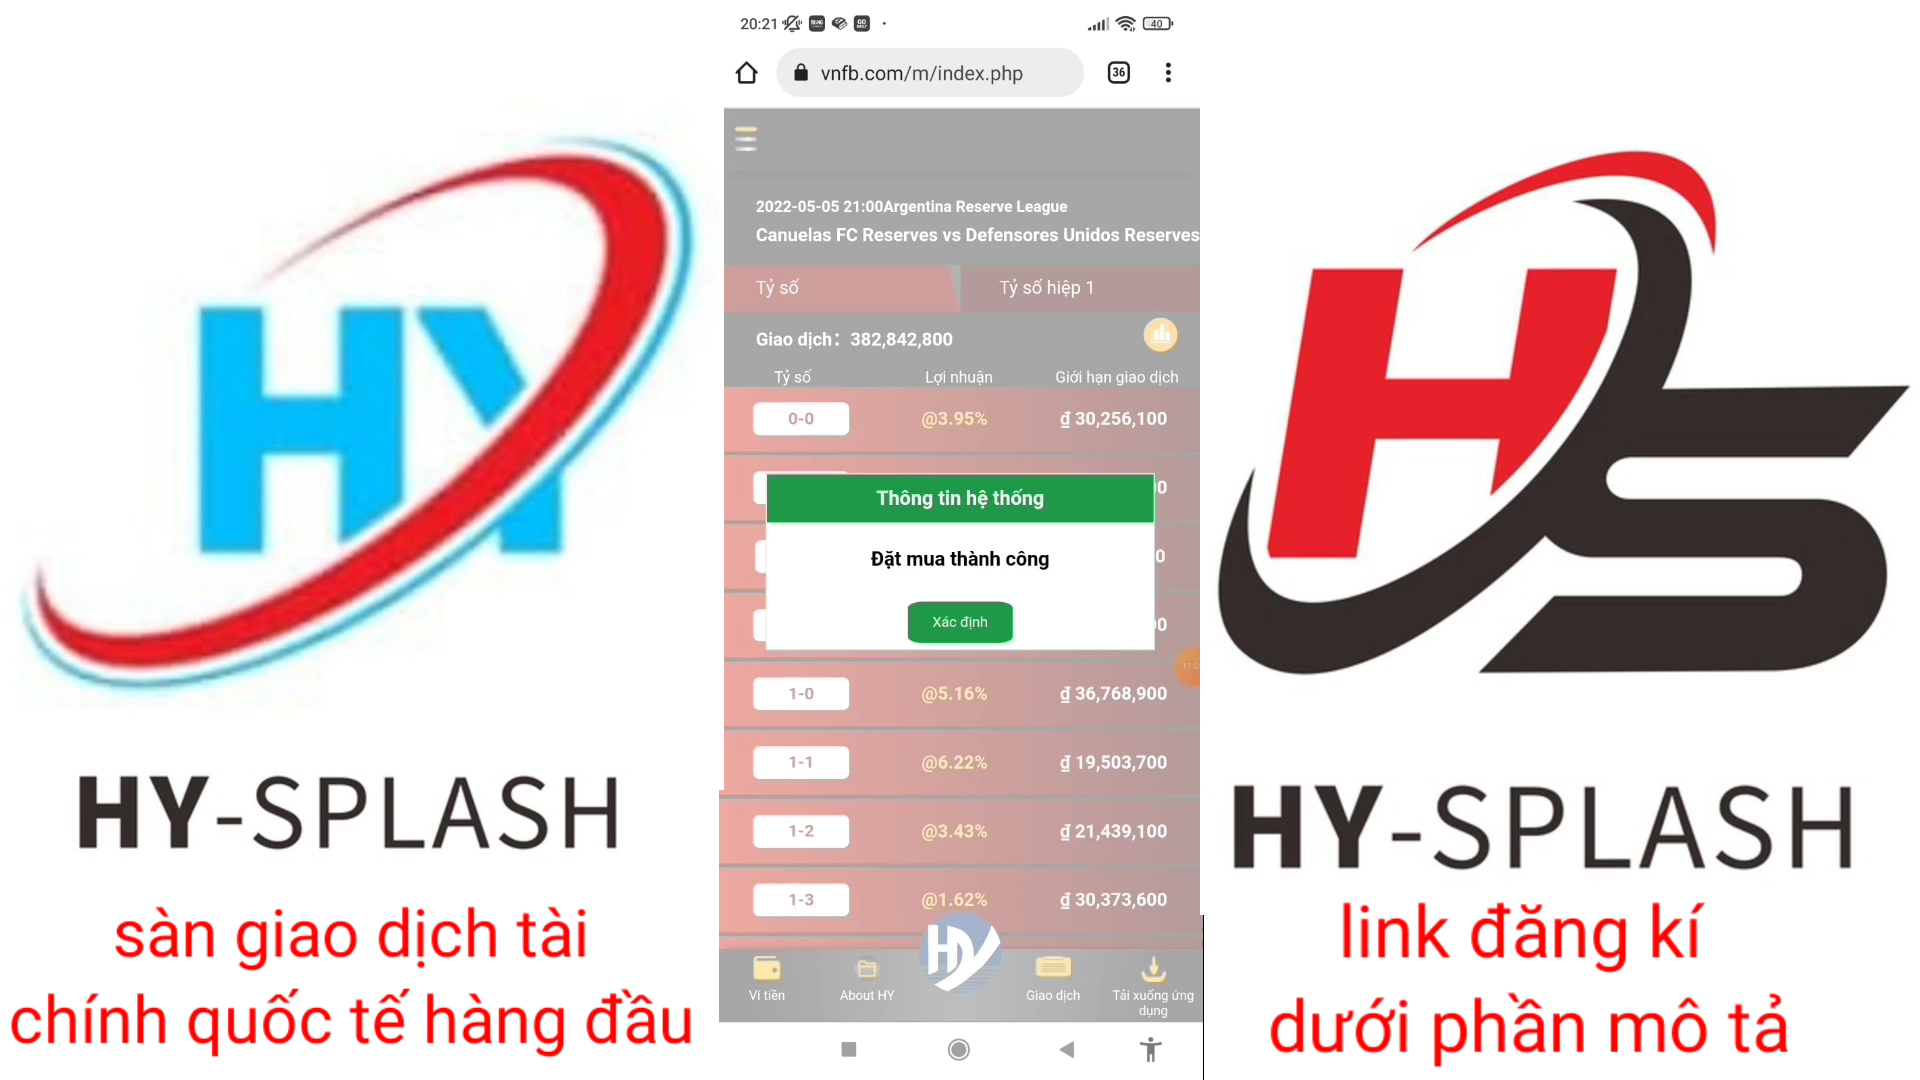 HY
HY-SPLASH
sàn giao dịch tài
chính quốc tế hàng đầu
20:21
40
vnfb.com/m/index.php
36
2022-05-05 21:00Argentina Reserve League
Canuelas FC Reserves vs Defensores Unidos Reserves
Tỷ số
Tỷ số hiệp 1
Giao dịch: 382,842,800
Tỷ số Lợi nhuận Giới hạn giao dịch
0-0 @3.95% ₫ 30,256,100
Thông tin hệ thống
Đặt mua thành công
Xác định
1-0 @5.16% ₫ 36,768,900
1-1 @6.22% ₫ 19,503,700
1-2 @3.43% ₫ 21,439,100
1-3 @1.62% ₫ 30,373,600
Ví tiền
About HY
HY
Giao dịch
Tải xuống ứng
dụng
HS
HY-SPLASH
link đăng kí
dưới phần mô tả